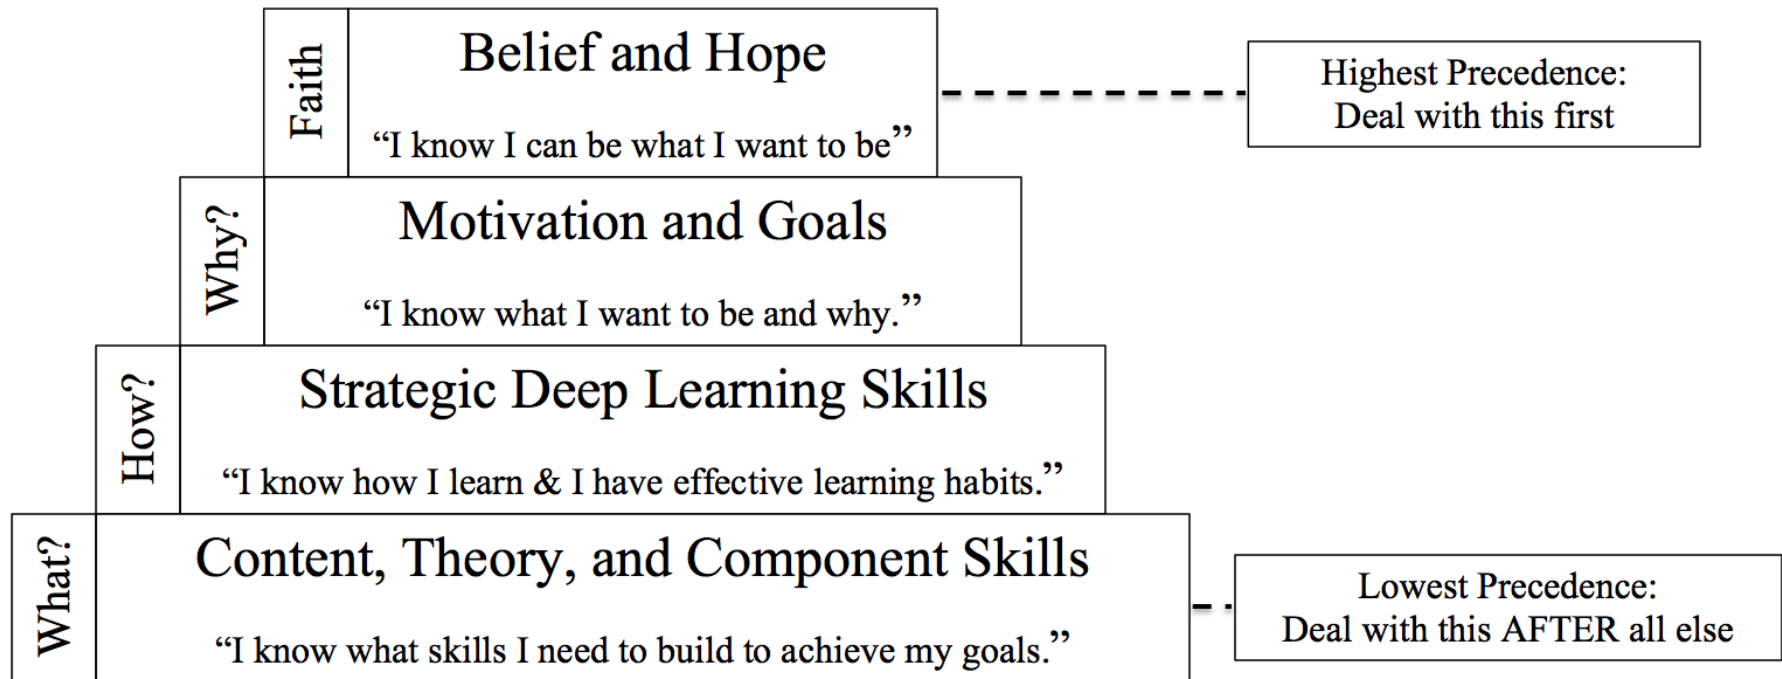 Faith
Belief and Hope
“I know I can be what I want to be”
Highest Precedence:
Deal with this first
Why?
Motivation and Goals
“I know what I want to be and why.”
How?
Strategic Deep Learning Skills
“I know how I learn & I have effective learning habits.”
What?
Content, Theory, and Component Skills
“I know what skills I need to build to achieve my goals.”
Lowest Precedence:
Deal with this AFTER all else